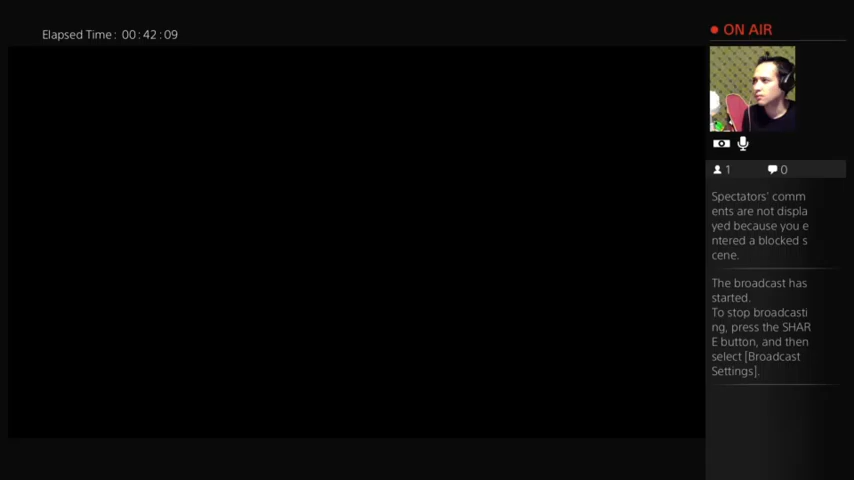 Elapsed Time: 00:42:09
ON AIR
1 0
Spectators' comm
ents are not displa
yed because you e
ntered a blocked s
cene.
The broadcast has
started.
To stop broadcasti
ng, press the SHAR
E button, and then
select [Broadcast
Settings].